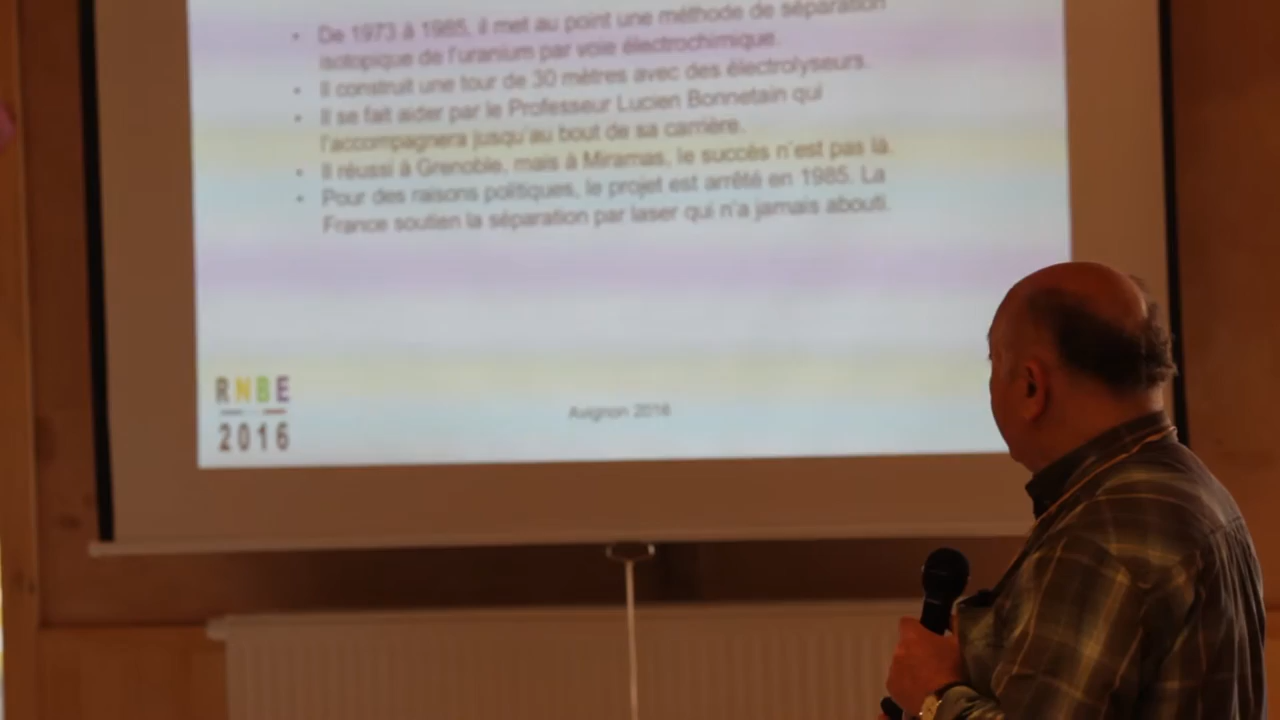 De 1973 à 1985, il met au point une méthode de séparation
isotopique de l'uranium par voie électrochimique.
Il construit une tour de 30 mètres avec des électrolyseurs.
Il se fait aider par le Professeur Lucien Bonnetain qui
l'accompagnera jusqu'au bout de sa carrière.
Il réussi à Grenoble, mais à Miramas, le succès n'est pas là.
Pour des raisons politiques, le projet est arrêté en 1985. La
France soutien la séparation par laser qui n'a jamais abouti.
RNBE
2016
Avignon 2016